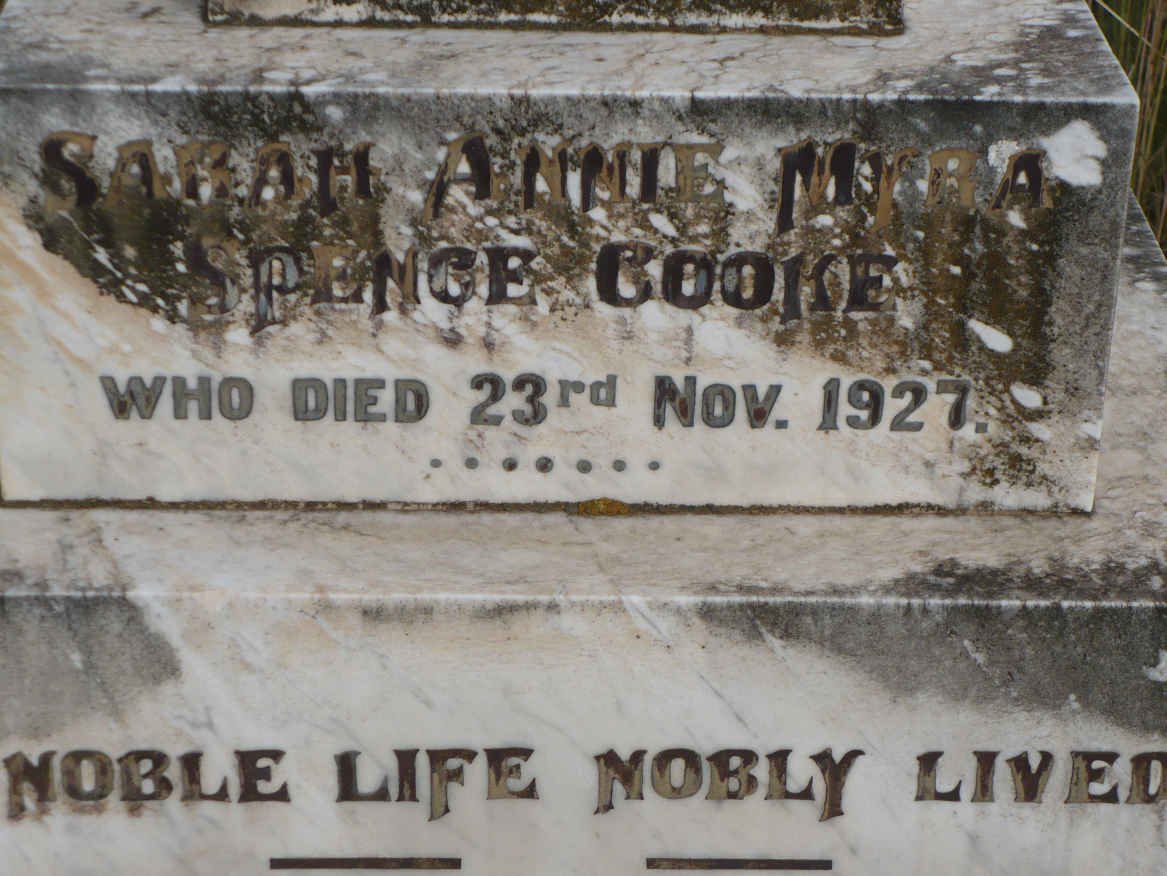 SARAH ANNIE MYRA
SPENCE COOKE
WHO DIED 23rd NOV. 1927.
.......
NOBLE LIFE NOBLY LIVED